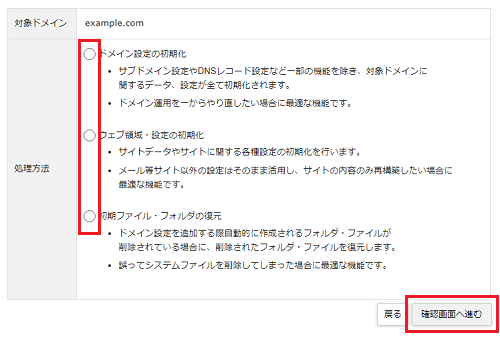 対象ドメイン
example.com
処理方法
ドメイン設定の初期化
・サブドメイン設定やDNSレコード設定など一部の機能を除き、対象ドメインに
関するデータ、設定が全て初期化されます。
・ドメイン運用を一からやり直したい場合に最適な機能です。
ウェブ領域・設定の初期化
・サイトデータやサイトに関する各種設定の初期化を行います。
・メール等サイト以外の設定はそのまま活用し、サイトの内容のみ再構築したい場合に
最適な機能です。
初期ファイル・フォルダの復元
・ドメイン設定を追加する際自動的に作成されるフォルダ・ファイルが
削除されている場合に、削除されたフォルダ・ファイルを復元します。
・誤ってシステムファイルを削除してしまった場合に最適な機能です。
戻る
確認画面へ進む